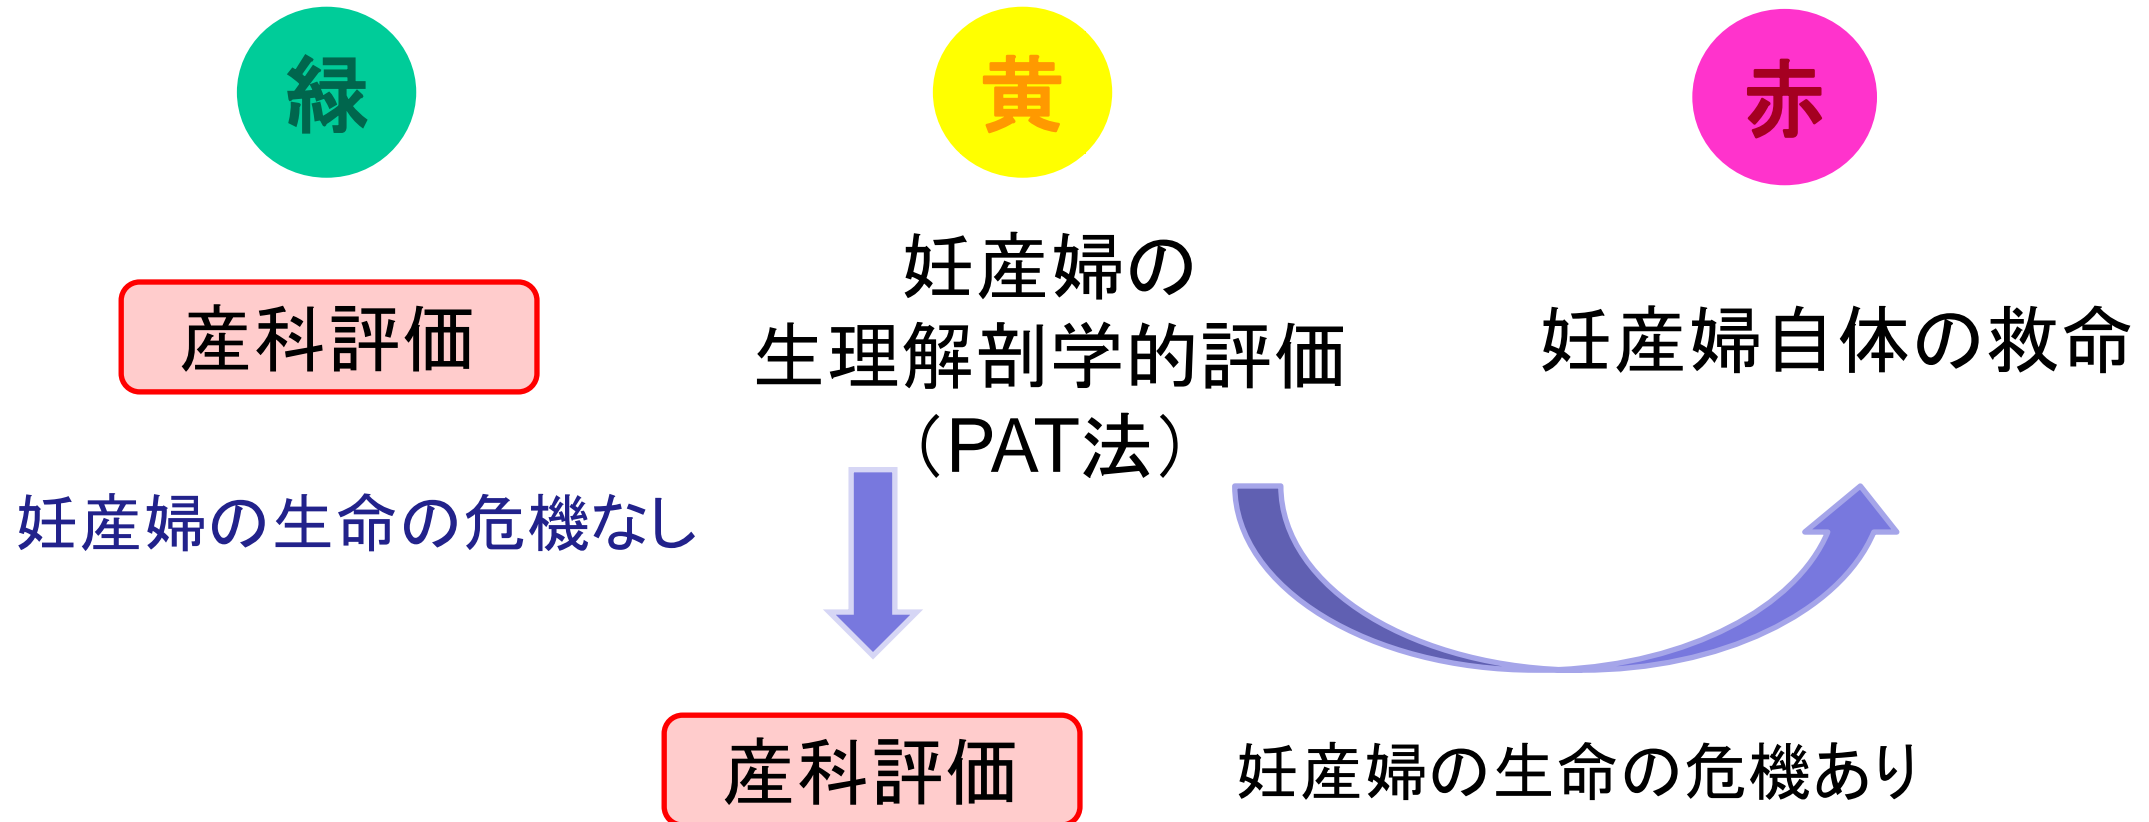 緑
黄
赤
産科評価
妊産婦の生命の危機なし
妊産婦の
生理解剖学的評価
（PAT法）
妊産婦自体の救命
産科評価
妊産婦の生命の危機あり